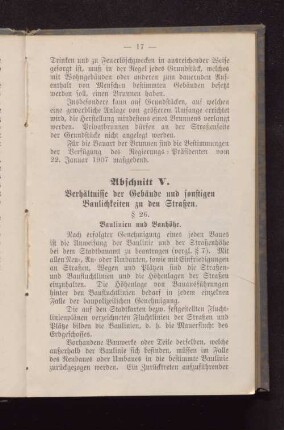 — 17 —
Trinken und zu Feuerlöschzwecken in ausreichender Weise
gesorgt ist, muß in der Regel jedes Grundstück, welches
mit Wohngebäuden oder anderen zum dauernden Auf-
enthalt von Menschen bestimmten Gebäuden besetzt
werden soll, einen Brunnen haben.
Insbesondere kann auf Grundstücken, auf welchen
eine gewerbliche Anlage von größerem Umfange errichtet
wird, die Herstellung mindestens eines Brunnens verlangt
werden. Privatbrunnen dürfen an der Straßenseite
der Grundstücke nicht angelegt werden.
Für die Bauart der Brunnen sind die Bestimmungen
der Verfügung des Regierungs-Präsidenten vom
22. Januar 1907 maßgebend.
Abschnitt V.
Verhältnisse der Gebäude und sonstigen
Baulichkeiten zu den Straßen.
§ 26.
Baulinien und Bauhöhe.
Nach erfolgter Genehmigung eines jeden Baues
ist die Anweisung der Baulinie und der Straßenhöhe
bei dem Stadtbauamt zu beantragen (vergl. § 7). Mit
allen Neu-, An- oder Umbauten, sowie mit Einfriedigungen
an Straßen, Wegen und Plätzen sind die Straßen-
und Baufluchtlinien und die Höhenlagen der Straßen
einzuhalten. Die Höhenlage von Bauausführungen
hinter den Baufluchtlinien bedarf in jedem einzelnen
Falle der baupolizeilichen Genehmigung.
Die auf den Stadtkarten bezw. festgestellten Flucht-
linienplänen verzeichneten Fluchtlinien der Straßen und
Plätze bilden die Baulinien, d. h. die Mauerflucht des
Erdgeschosses.
Vorhandene Bauwerke oder Teile derselben, welche
außerhalb der Baulinie sich befinden, müssen im Falle
des Neubaues oder Umbaues in die bestimmte Baulinie
zurückgezogen werden. Ein Zurücktreten aufzuführender